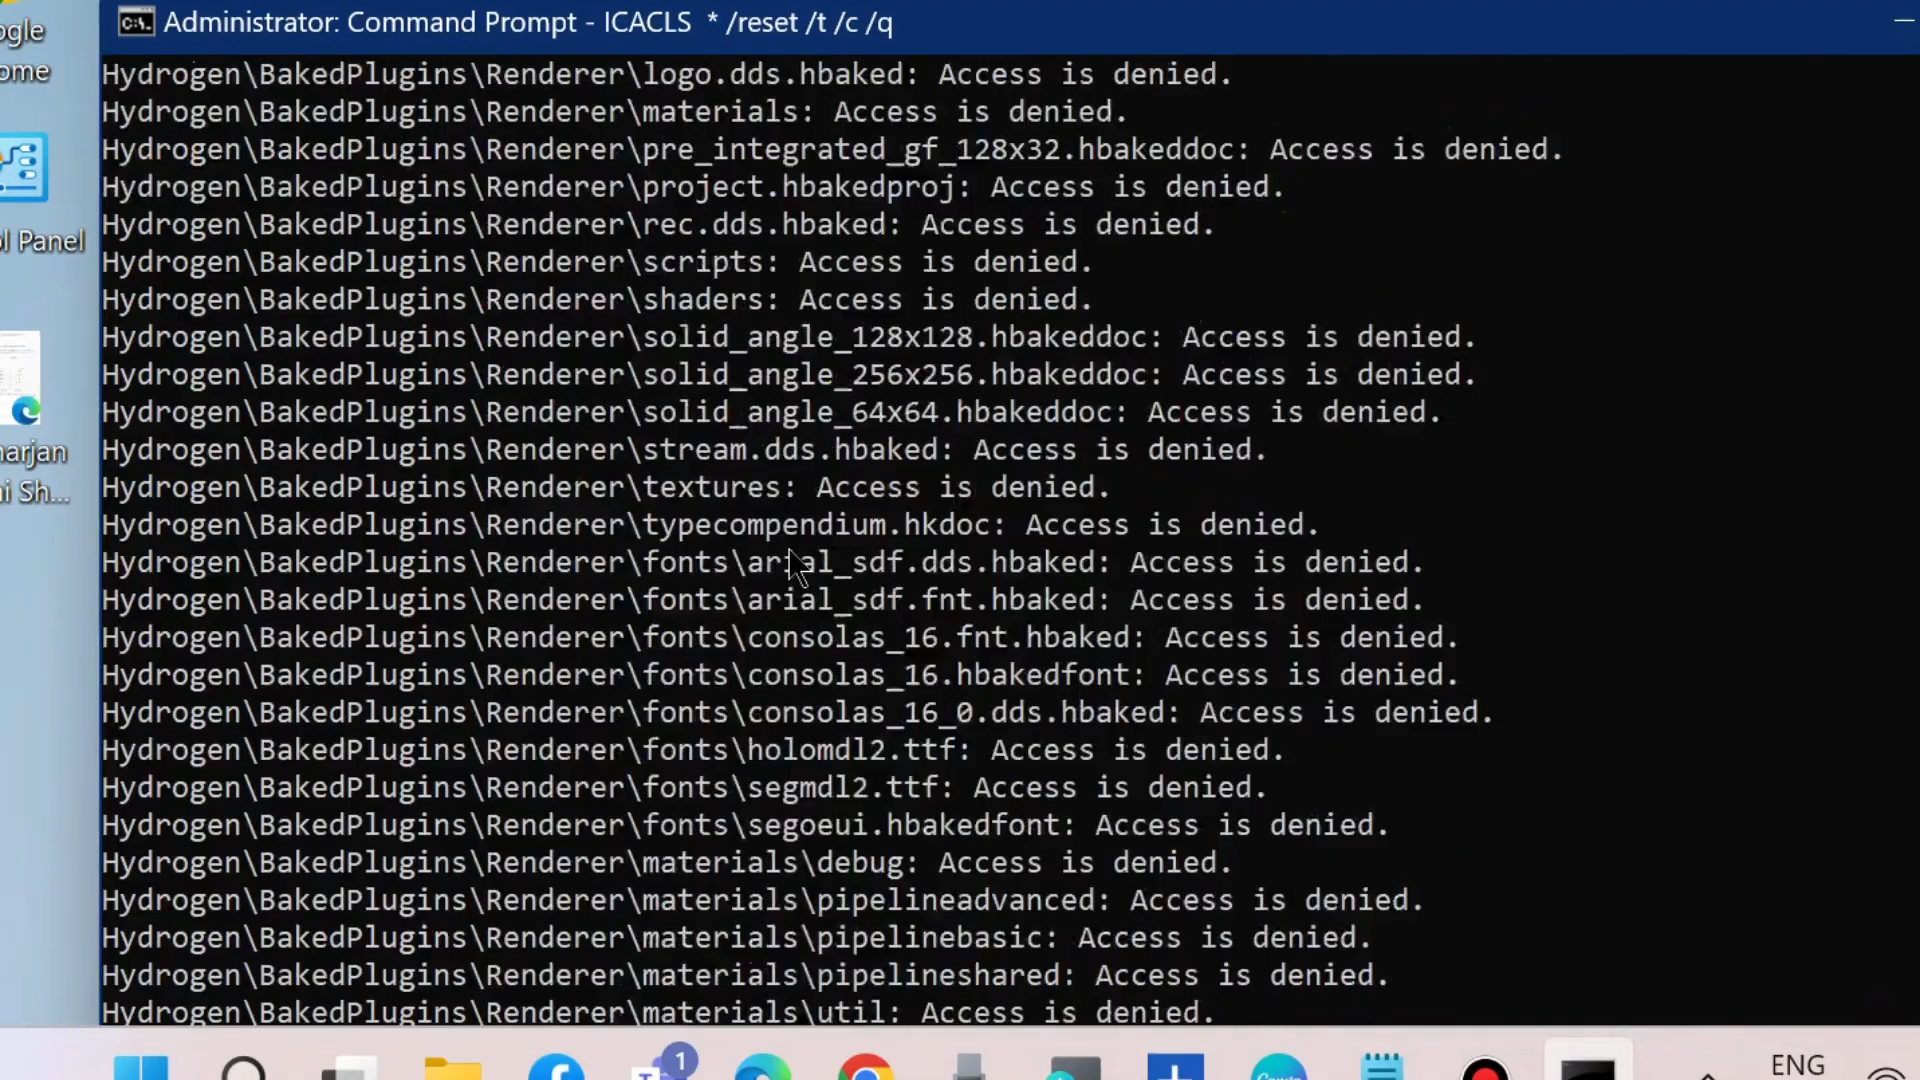 ogle
ome
l Panel
arjan
i Sh...
Administrator: Command Prompt - ICACLS * /reset /t /c /q
Hydrogen\BakedPlugins\Renderer\logo.dds.hbaked: Access is denied.
Hydrogen\BakedPlugins\Renderer\materials: Access is denied.
Hydrogen\BakedPlugins\Renderer\pre_integrated_gf_128x32.hbakeddoc: Access is denied.
Hydrogen\BakedPlugins\Renderer\project.hbakedproj: Access is denied.
Hydrogen\BakedPlugins\Renderer\rec.dds.hbaked: Access is denied.
Hydrogen\BakedPlugins\Renderer\scripts: Access is denied.
Hydrogen\BakedPlugins\Renderer\shaders: Access is denied.
Hydrogen\BakedPlugins\Renderer\solid_angle_128x128.hbakeddoc: Access is denied.
Hydrogen\BakedPlugins\Renderer\solid_angle_256x256.hbakeddoc: Access is denied.
Hydrogen\BakedPlugins\Renderer\solid_angle_64x64.hbakeddoc: Access is denied.
Hydrogen\BakedPlugins\Renderer\stream.dds.hbaked: Access is denied.
Hydrogen\BakedPlugins\Renderer\textures: Access is denied.
Hydrogen\BakedPlugins\Renderer\typecompendium.hkdoc: Access is denied.
Hydrogen\BakedPlugins\Renderer\fonts\arial_sdf.dds.hbaked: Access is denied.
Hydrogen\BakedPlugins\Renderer\fonts\arial_sdf.fnt.hbaked: Access is denied.
Hydrogen\BakedPlugins\Renderer\fonts\consolas_16.fnt.hbaked: Access is denied.
Hydrogen\BakedPlugins\Renderer\fonts\consolas_16.hbakedfont: Access is denied.
Hydrogen\BakedPlugins\Renderer\fonts\consolas_16_0.dds.hbaked: Access is denied.
Hydrogen\BakedPlugins\Renderer\fonts\holomdl2.ttf: Access is denied.
Hydrogen\BakedPlugins\Renderer\fonts\segmdl2.ttf: Access is denied.
Hydrogen\BakedPlugins\Renderer\fonts\segoeui.hbakedfont: Access is denied.
Hydrogen\BakedPlugins\Renderer\materials\debug: Access is denied.
Hydrogen\BakedPlugins\Renderer\materials\pipelineadvanced: Access is denied.
Hydrogen\BakedPlugins\Renderer\materials\pipelinebasic: Access is denied.
Hydrogen\BakedPlugins\Renderer\materials\pipelineshared: Access is denied.
Hydrogen\BakedPlugins\Renderer\materials\util: Access is denied.
1
ENG